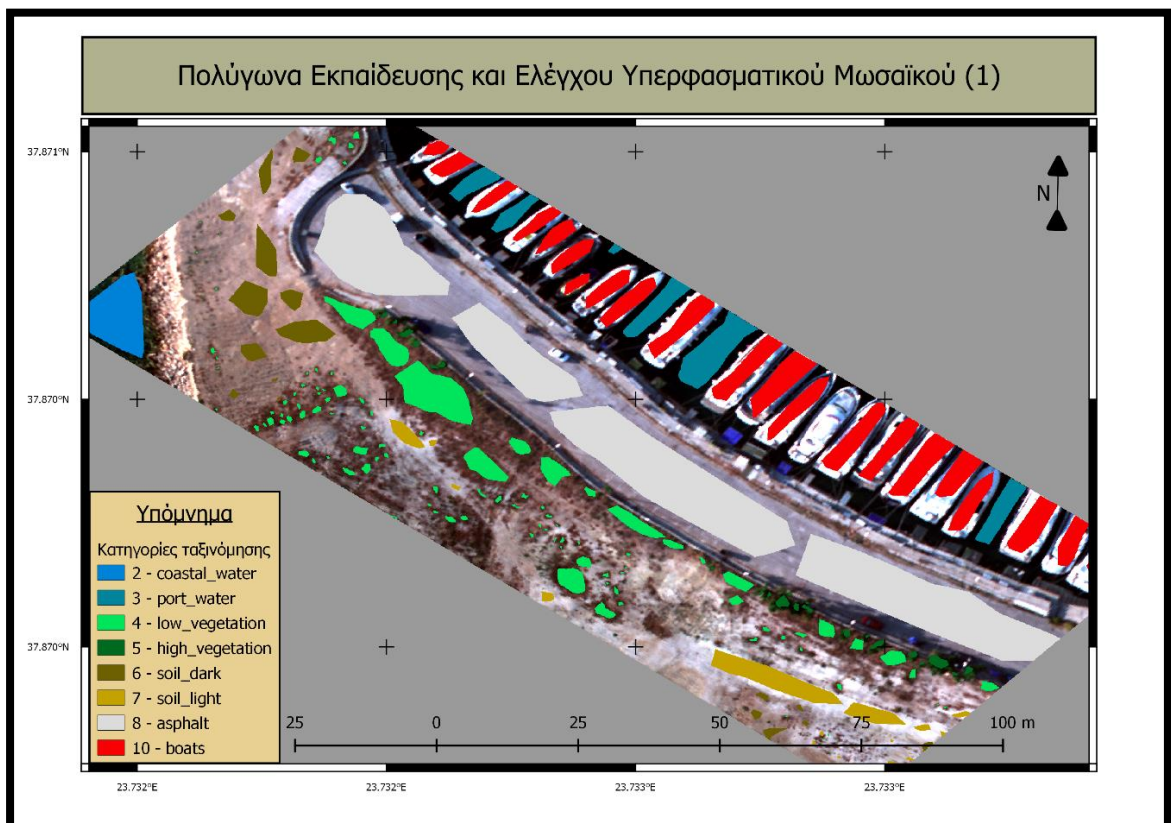 Πολύγωνα Εκπαίδευσης και Ελέγχου Υπερφασματικού Μωσαϊκού (1)
37.871°N
N
37.870°N
Υπόμνημα
Κατηγορίες ταξινόμησης
2 - coastal_water
3 - port_water
4 - low_vegetation
5 - high_vegetation
6 - soil_dark
7 - soil_light
8 - asphalt
10 - boats
37.870°N
25 0 25 50 75 100 m
23.732°E 23.732°E 23.733°E 23.733°E